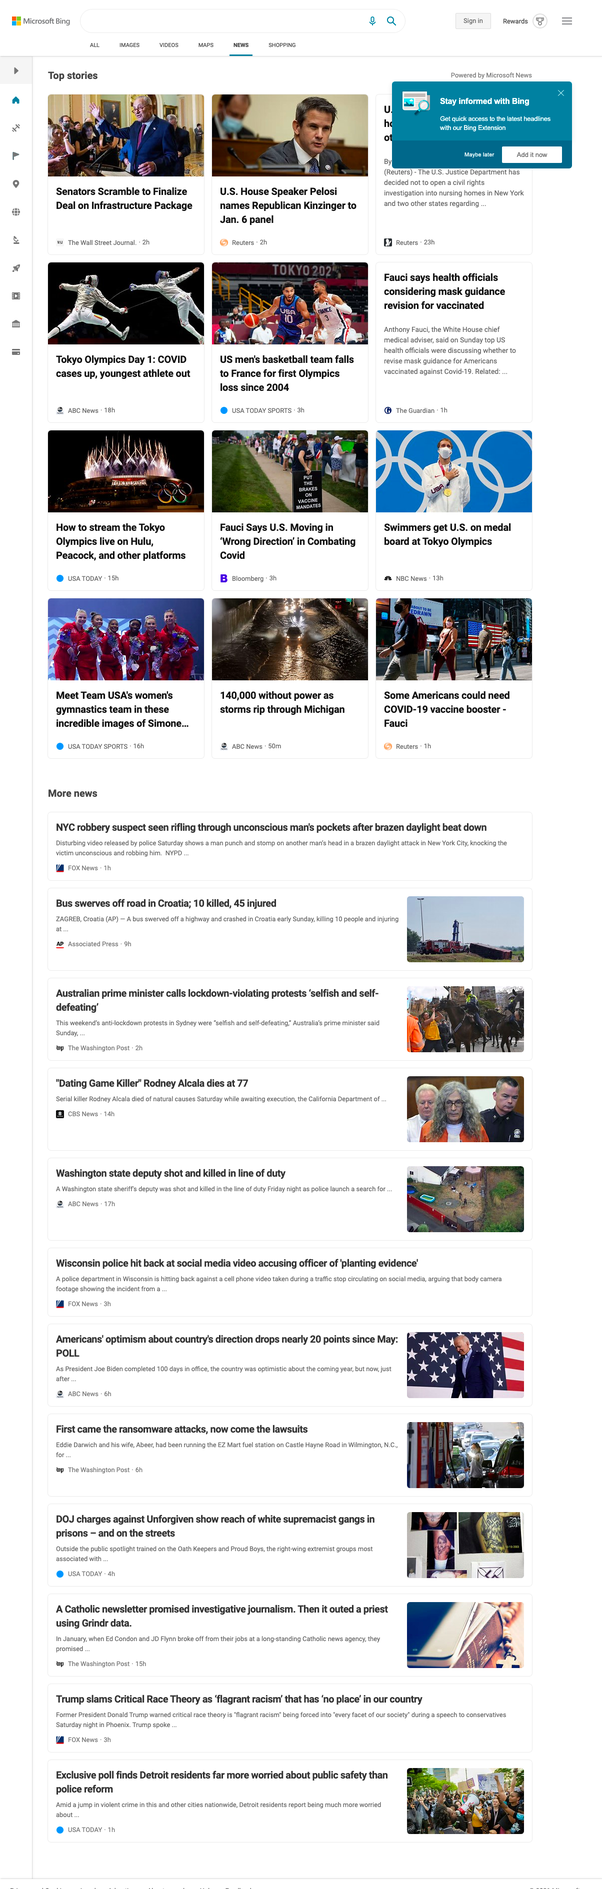 Microsoft Bing
Sign in
Rewards
ALL
IMAGES
VIDEOS
MAPS
NEWS
SHOPPING
Top stories
Powered by Microsoft News
Stay informed with Bing
Get quick access to the latest headlines
with our Bing Extension
Maybe later
Add it now
Senators Scramble to Finalize
Deal on Infrastructure Package
The Wall Street Journal. · 2h
U.S. House Speaker Pelosi
names Republican Kinzinger to
Jan. 6 panel
Reuters · 2h
U.
ho
ot
By
(Reuters) - The U.S. Justice Department has
decided not to open a civil rights
investigation into nursing homes in New York
and two other states regarding ...
Reuters · 23h
Tokyo Olympics Day 1: COVID
cases up, youngest athlete out
ABC News · 18h
TOKYO 202
USA
10
US men's basketball team falls
to France for first Olympics
loss since 2004
USA TODAY SPORTS · 3h
Fauci says health officials
considering mask guidance
revision for vaccinated
Anthony Fauci, the White House chief
medical adviser, said on Sunday top US
health officials were discussing whether to
revise mask guidance for Americans
vaccinated against Covid-19. Related: ...
The Guardian · 1h
How to stream the Tokyo
Olympics live on Hulu,
Peacock, and other platforms
USA TODAY · 15h
PUT
THE
BRAKES
ON
VACCINE
MANDATES
Fauci Says U.S. Moving in
‘Wrong Direction’ in Combating
Covid
Bloomberg · 3h
Swimmers get U.S. on medal
board at Tokyo Olympics
NBC News · 13h
Meet Team USA's women's
gymnastics team in these
incredible images of Simone...
USA TODAY SPORTS · 16h
140,000 without power as
storms rip through Michigan
ABC News · 50m
Some Americans could need
COVID-19 vaccine booster -
Fauci
Reuters · 1h
More news
NYC robbery suspect seen rifling through unconscious man's pockets after brazen daylight beat down
Disturbing video released by police Saturday shows a man punch and stomp on another man's head in a brazen daylight attack in New York City, knocking the
victim unconscious and robbing him. NYPD ...
FOX News · 1h
Bus swerves off road in Croatia; 10 killed, 45 injured
ZAGREB, Croatia (AP) — A bus swerved off a highway and crashed in Croatia early Sunday, killing 10 people and injuring
at ...
AP Associated Press · 9h
Australian prime minister calls lockdown-violating protests ‘selfish and self-
defeating’
This weekend's anti-lockdown protests in Sydney were “selfish and self-defeating,” Australia's prime minister said
Sunday, ...
The Washington Post · 2h
"Dating Game Killer" Rodney Alcala dies at 77
Serial killer Rodney Alcala died of natural causes Saturday while awaiting execution, the California Department of ...
CBS News · 14h
Washington state deputy shot and killed in line of duty
A Washington state sheriff's deputy was shot and killed in the line of duty Friday night as police launch a search for ...
ABC News · 17h
Wisconsin police hit back at social media video accusing officer of 'planting evidence'
A police department in Wisconsin is hitting back against a cell phone video taken during a traffic stop circulating on social media, arguing that body camera
footage showing the incident from a ...
FOX News · 3h
Americans' optimism about country's direction drops nearly 20 points since May:
POLL
As President Joe Biden completed 100 days in office, the country was optimistic about the coming year, but now, just
after ...
ABC News · 6h
First came the ransomware attacks, now come the lawsuits
Eddie Darwich and his wife, Abeer, had been running the EZ Mart fuel station on Castle Hayne Road in Wilmington, N.C.,
for ...
The Washington Post · 6h
DOJ charges against Unforgiven show reach of white supremacist gangs in
prisons – and on the streets
Outside the public spotlight trained on the Oath Keepers and Proud Boys, the right-wing extremist groups most
associated with ...
USA TODAY · 4h
A Catholic newsletter promised investigative journalism. Then it outed a priest
using Grindr data.
In January, when Ed Condon and JD Flynn broke off from their jobs at a long-standing Catholic news agency, they
promised ...
The Washington Post · 15h
Trump slams Critical Race Theory as ‘flagrant racism’ that has ‘no place’ in our country
Former President Donald Trump warned critical race theory is "flagrant racism" being forced into "every facet of our society" during a speech to conservatives
Saturday night in Phoenix. Trump spoke ...
FOX News · 3h
Exclusive poll finds Detroit residents far more worried about public safety than
police reform
Amid a jump in violent crime in this and other cities nationwide, Detroit residents report being much more worried
about ...
USA TODAY · 1h